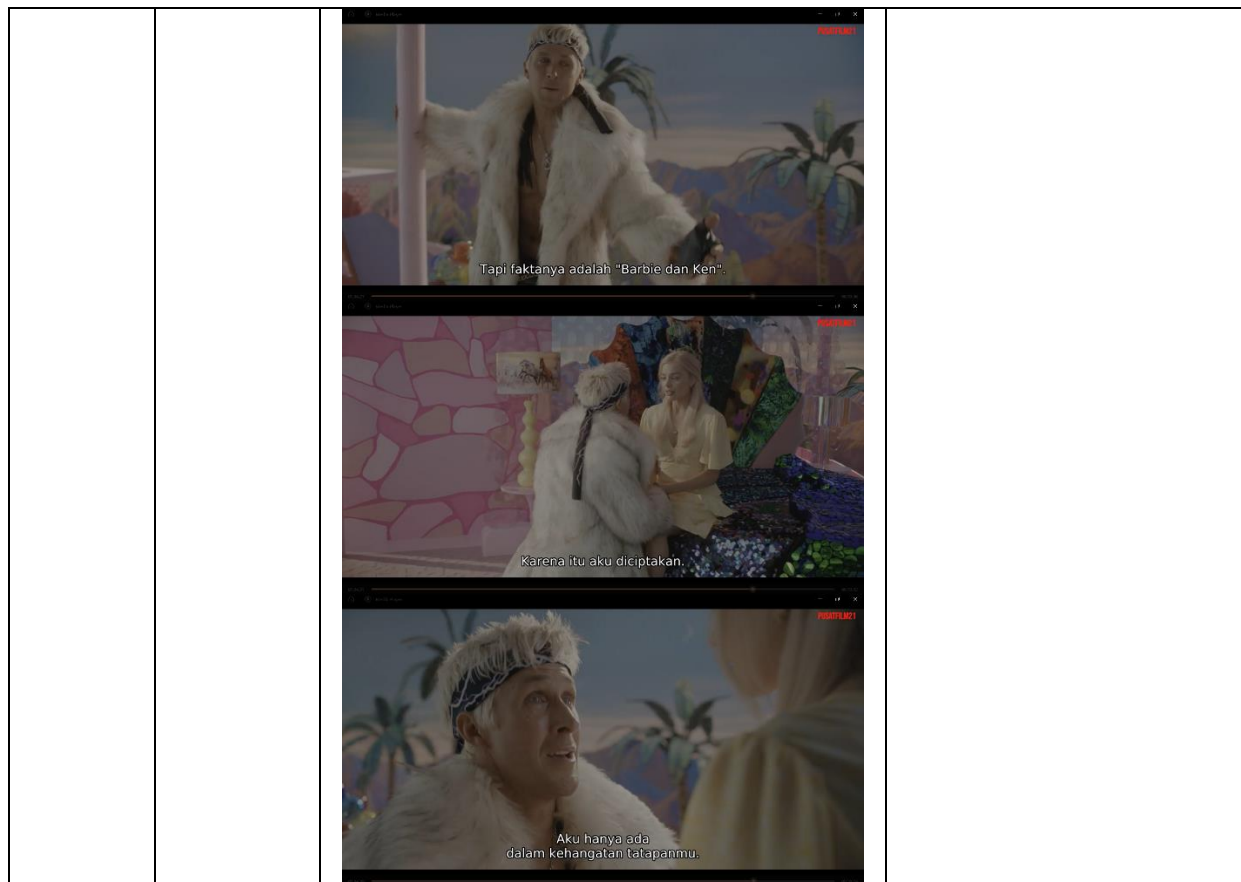 PUSATFILM21
Tapi faktanya adalah "Barbie dan Ken".
PUSATFILM21
Karena itu aku diciptakan.
PUSATFILM21
Aku hanya ada
dalam kehangatan tatapanmu.